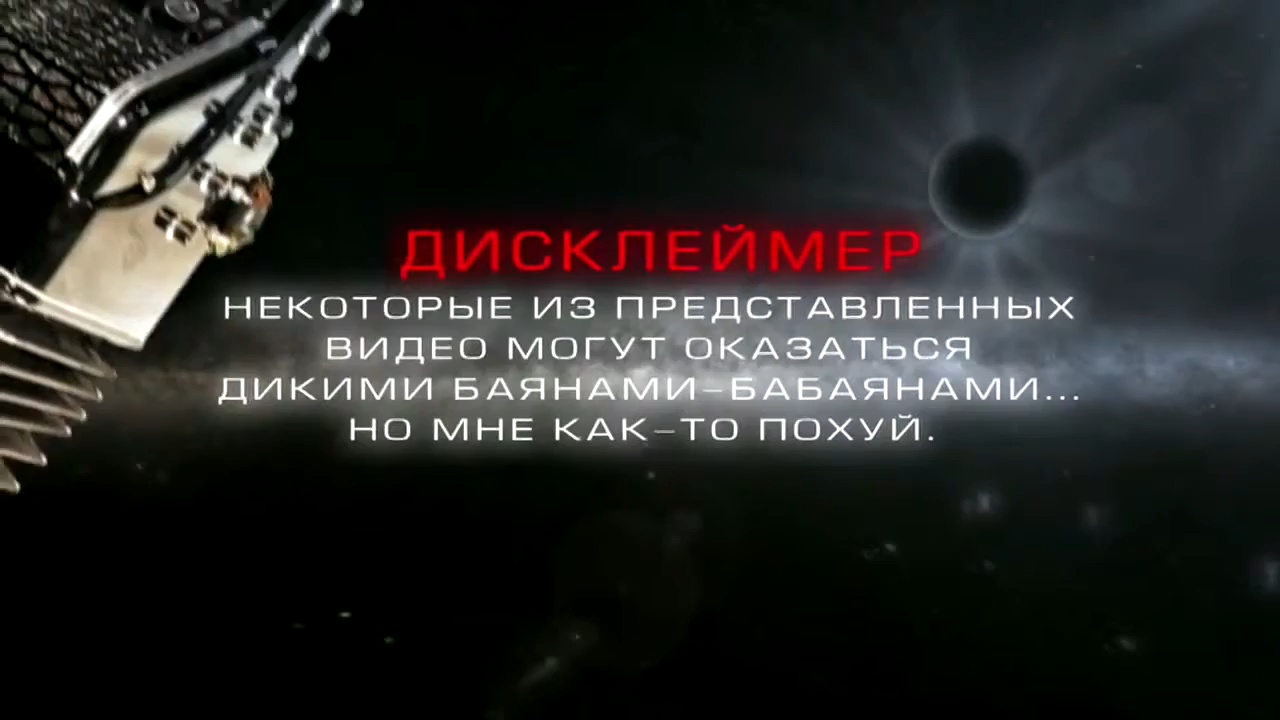 ДИСКЛЕЙМЕР
НЕКОТОРЫЕ ИЗ ПРЕДСТАВЛЕННЫХ
ВИДЕО МОГУТ ОКАЗАТЬСЯ
ДИКИМИ БАЯНАМИ-БАБАЯНАМИ...
НО МНЕ КАК-ТО ПОХУЙ.